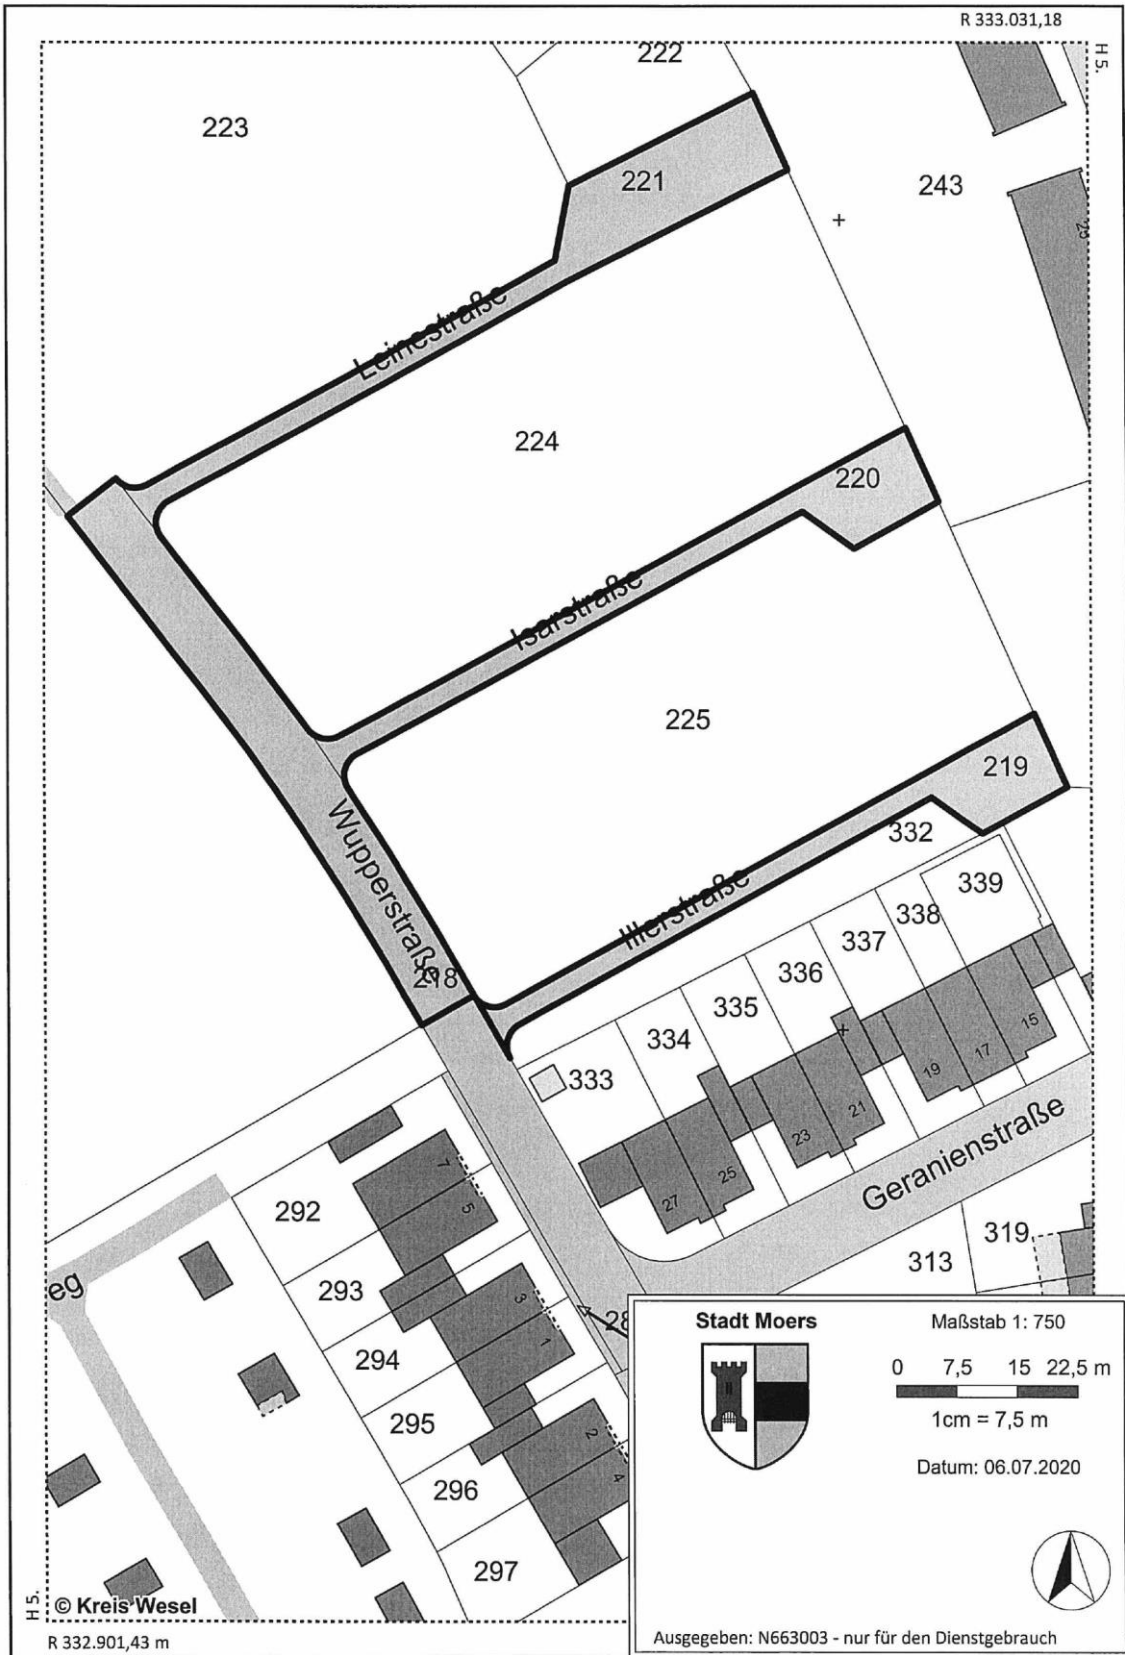 R 333.031,18
H 5.
222
223
221
243
25
Leinestraße
224
220
Isarstraße
225
219
332
Wupperstraße
Illerstraße
339
338
337
336
335
334
333
218
15
17
19
21
23
25
27
Geranienstraße
7
5
292
319
313
293
3
1
eg
28
294
295
2
4
296
297
Stadt Moers
Maßstab 1: 750
0 7,5 15 22,5 m
1cm = 7,5 m
Datum: 06.07.2020
H 5.
© Kreis Wesel
R 332.901,43 m
Ausgegeben: N663003 - nur für den Dienstgebrauch